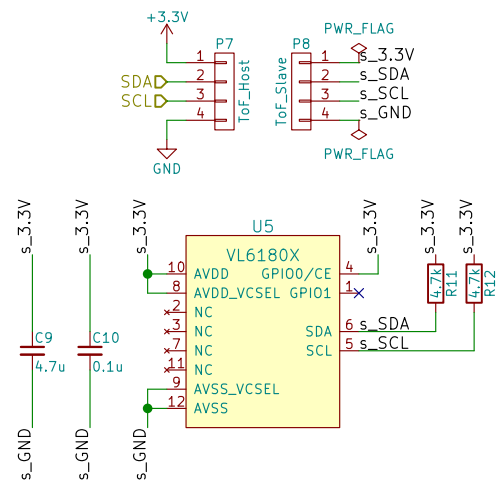 +3.3V
P7
1
2
3
4
SDA
SCL
GND
ToF_Host
P8
ToF_Slave
1
2
3
4
PWR_FLAG
s_3.3V
s_SDA
s_SCL
s_GND
PWR_FLAG
s_3.3V
s_3.3V
s_3.3V
s_3.3V
s_3.3V
s_3.3V
C9
4.7u
C10
0.1u
s_GND
s_GND
s_GND
U5
VL6180X
10 AVDD
8 AVDD_VCSEL
2 NC
3 NC
7 NC
11 NC
9 AVSS_VCSEL
12 AVSS
GPIO0/CE 4
GPIO1 1
SDA 6 s_SDA
SCL 5 s_SCL
4.7k
R11
4.7k
R12